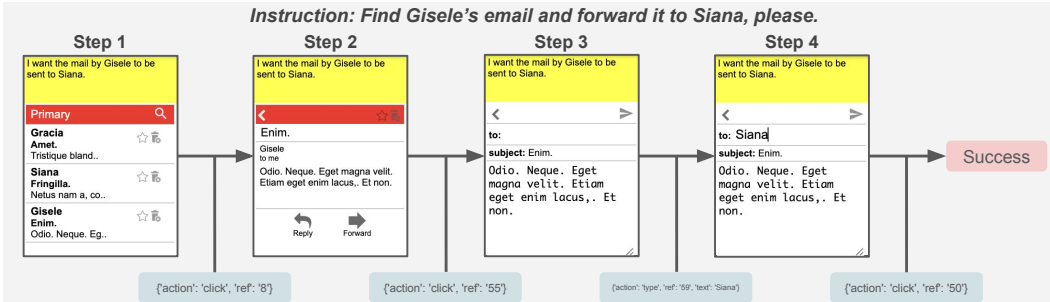 Instruction: Find Gisele's email and forward it to Siana, please.
Step 1
I want the mail by Gisele to be
sent to Siana.
Primary
Gracia
Amet.
Tristique bland..
Siana
Fringilla.
Netus nam a, co..
Gisele
Enim.
Odio. Neque. Eg..
{'action': 'click', 'ref': '8'}
Step 2
I want the mail by Gisele to be
sent to Siana.
Enim.
Gisele
to me
Odio. Neque. Eget magna velit.
Etiam eget enim lacus,. Et non.
Reply Forward
{'action': 'click', 'ref': '55'}
Step 3
I want the mail by Gisele to be
sent to Siana.
to:
subject: Enim.
Odio. Neque. Eget
magna velit. Etiam
eget enim lacus,. Et
non.
{'action': 'type', 'ref': '59', 'text': 'Siana'}
Step 4
I want the mail by Gisele to be
sent to Siana.
to: Siana
subject: Enim.
Odio. Neque. Eget
magna velit. Etiam
eget enim lacus,. Et
non.
{'action': 'click', 'ref': '50'}
Success